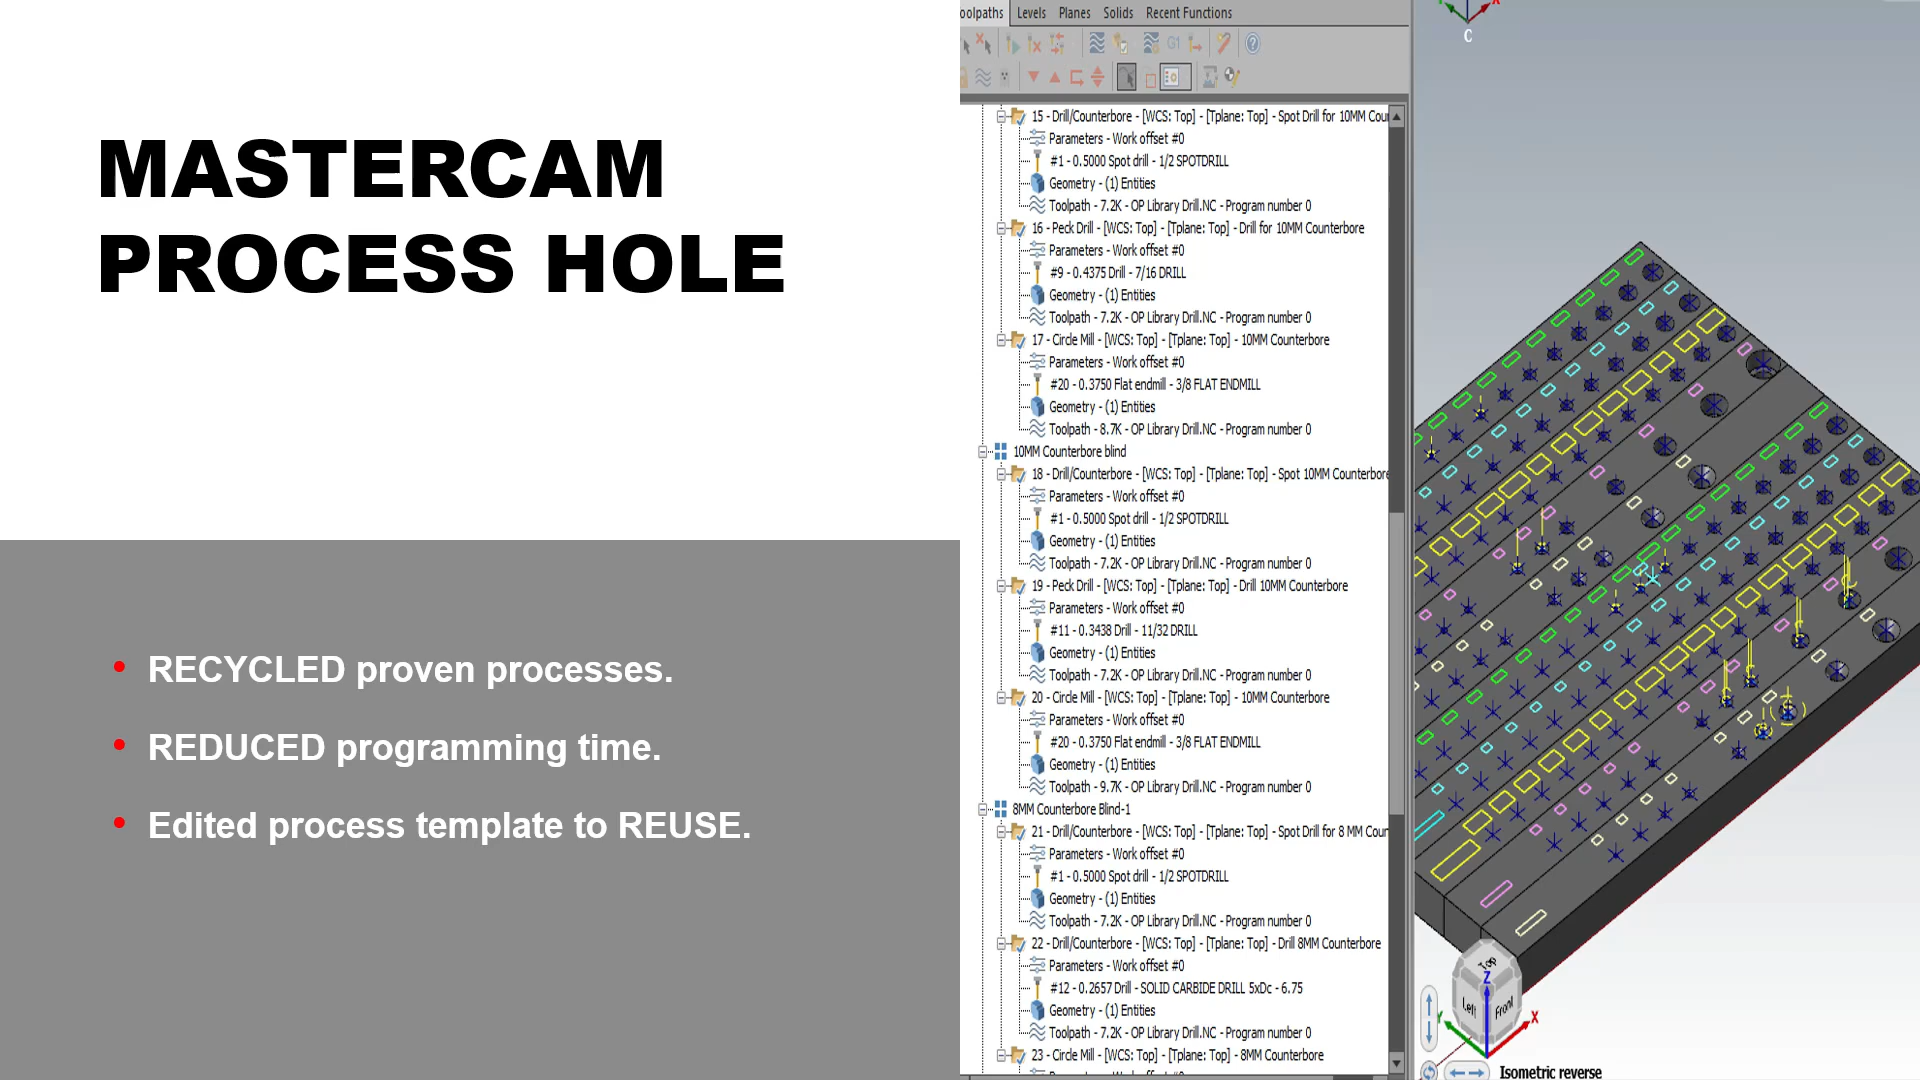 MASTERCAM
PROCESS HOLE
• RECYCLED proven processes.
• REDUCED programming time.
• Edited process template to REUSE.
oolpaths Levels Planes Solids Recent Functions
G1
15 - Drill/Counterbore - [WCS: Top] - [Tplane: Top] - Spot Drill for 10MM Cou
Parameters - Work offset #0
#1 - 0.5000 Spot drill - 1/2 SPOTDRILL
Geometry - (1) Entities
Toolpath - 7.2K - OP Library Drill.NC - Program number 0
16 - Peck Drill - [WCS: Top] - [Tplane: Top] - Drill for 10MM Counterbore
Parameters - Work offset #0
#9 - 0.4375 Drill - 7/16 DRILL
Geometry - (1) Entities
Toolpath - 7.2K - OP Library Drill.NC - Program number 0
17 - Circle Mill - [WCS: Top] - [Tplane: Top] - 10MM Counterbore
Parameters - Work offset #0
#20 - 0.3750 Flat endmill - 3/8 FLAT ENDMILL
Geometry - (1) Entities
Toolpath - 8.7K - OP Library Drill.NC - Program number 0
10MM Counterbore blind
18 - Drill/Counterbore - [WCS: Top] - [Tplane: Top] - Spot 10MM Counterbore
Parameters - Work offset #0
#1 - 0.5000 Spot drill - 1/2 SPOTDRILL
Geometry - (1) Entities
Toolpath - 7.2K - OP Library Drill.NC - Program number 0
19 - Peck Drill - [WCS: Top] - [Tplane: Top] - Drill 10MM Counterbore
Parameters - Work offset #0
#11 - 0.3438 Drill - 11/32 DRILL
Geometry - (1) Entities
Toolpath - 7.2K - OP Library Drill.NC - Program number 0
20 - Circle Mill - [WCS: Top] - [Tplane: Top] - 10MM Counterbore
Parameters - Work offset #0
#20 - 0.3750 Flat endmill - 3/8 FLAT ENDMILL
Geometry - (1) Entities
Toolpath - 9.7K - OP Library Drill.NC - Program number 0
8MM Counterbore Blind-1
21 - Drill/Counterbore - [WCS: Top] - [Tplane: Top] - Spot Drill for 8 MM Coun
Parameters - Work offset #0
#1 - 0.5000 Spot drill - 1/2 SPOTDRILL
Geometry - (1) Entities
Toolpath - 7.2K - OP Library Drill.NC - Program number 0
22 - Drill/Counterbore - [WCS: Top] - [Tplane: Top] - Drill 8MM Counterbore
Parameters - Work offset #0
#12 - 0.2657 Drill - SOLID CARBIDE DRILL 5xDc - 6.75
Geometry - (1) Entities
Toolpath - 7.2K - OP Library Drill.NC - Program number 0
23 - Circle Mill - [WCS: Top] - [Tplane: Top] - 8MM Counterbore
C
Top
Z
Left Front
Y X
Isometric reverse